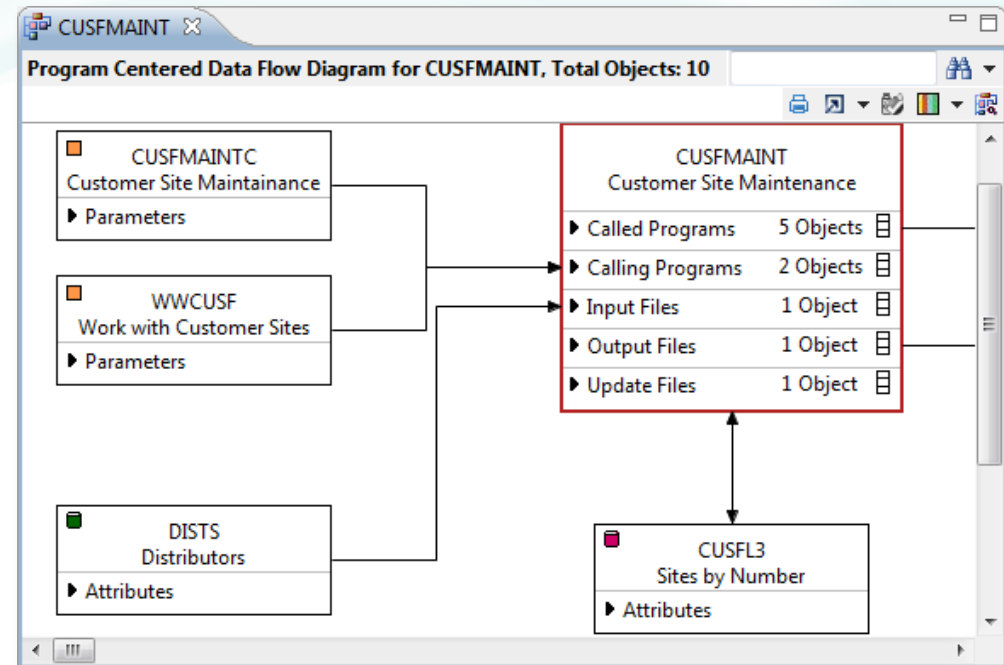 CUSFMAINT
Program Centered Data Flow Diagram for CUSFMAINT, Total Objects: 10
CUSFMAINTC
Customer Site Maintainance
Parameters
WWCUSF
Work with Customer Sites
Parameters
DISTS
Distributors
Attributes
CUSFMAINT
Customer Site Maintenance
Called Programs 5 Objects
Calling Programs 2 Objects
Input Files 1 Object
Output Files 1 Object
Update Files 1 Object
CUSFL3
Sites by Number
Attributes